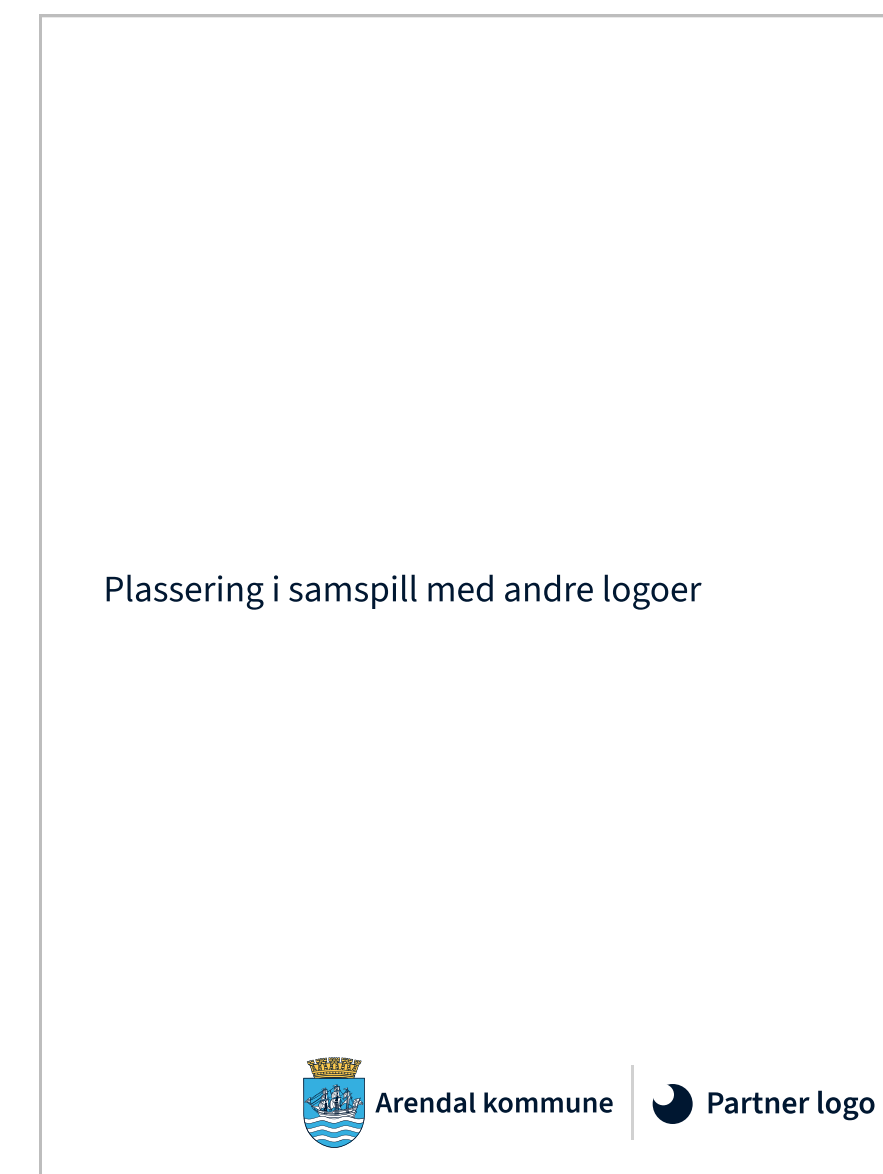 Plassering i samspill med andre logoer
Arendal kommune
Partner logo